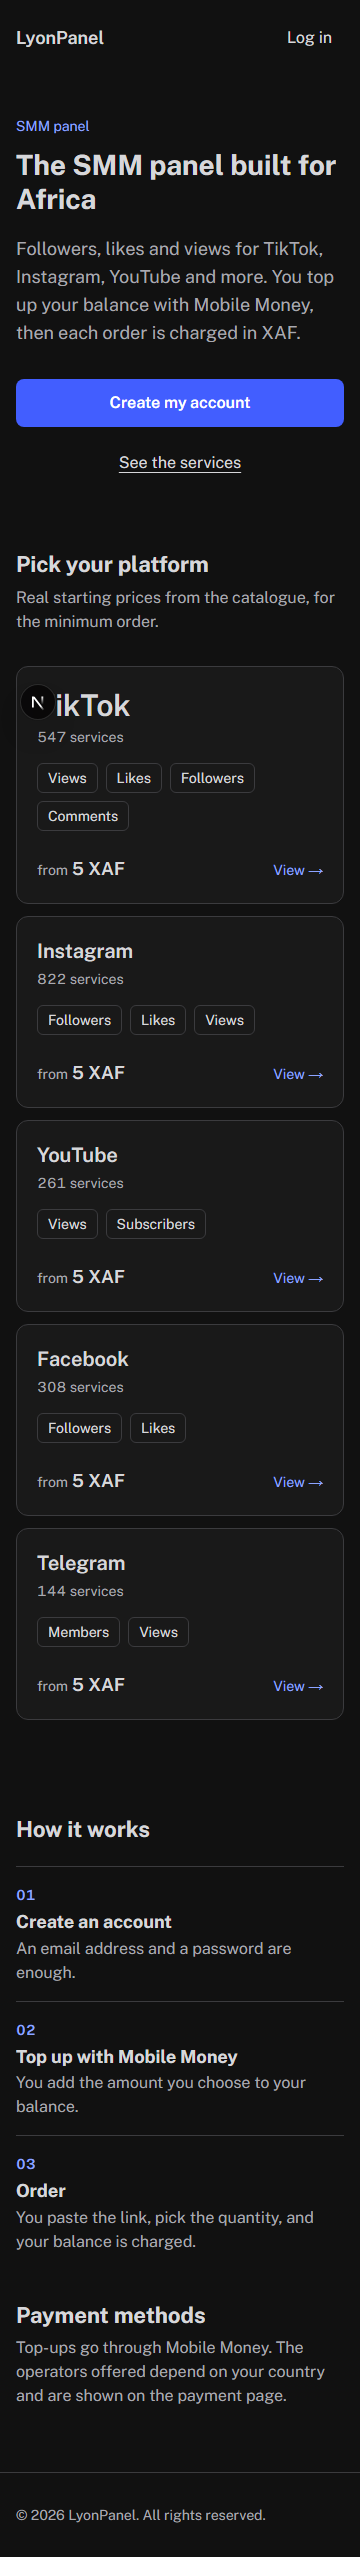 LyonPanel
Log in
SMM panel
The SMM panel built for
Africa
Followers, likes and views for TikTok,
Instagram, YouTube and more. You top
up your balance with Mobile Money,
then each order is charged in XAF.
Create my account
See the services
Pick your platform
Real starting prices from the catalogue, for
the minimum order.
N
ikTok
547 services
Views
Likes
Followers
Comments
from 5 XAF
View →
Instagram
822 services
Followers
Likes
Views
from 5 XAF
View →
YouTube
261 services
Views
Subscribers
from 5 XAF
View →
Facebook
308 services
Followers
Likes
from 5 XAF
View →
Telegram
144 services
Members
Views
from 5 XAF
View →
How it works
01
Create an account
An email address and a password are
enough.
02
Top up with Mobile Money
You add the amount you choose to your
balance.
03
Order
You paste the link, pick the quantity, and
your balance is charged.
Payment methods
Top-ups go through Mobile Money. The
operators offered depend on your country
and are shown on the payment page.
© 2026 LyonPanel. All rights reserved.